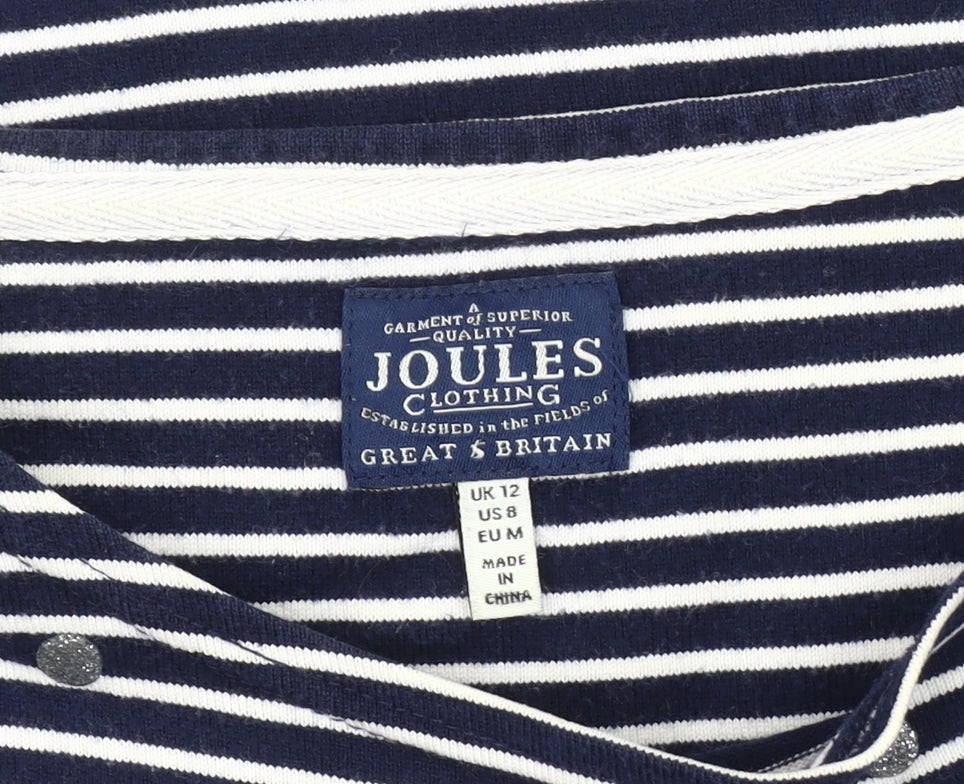 A
GARMENT of SUPERIOR
QUALITY
JOULES
CLOTHING
ESTABLISHED in the FIELDS of
GREAT BRITAIN
UK 12
US 8
EU M
MADE
IN
CHINA